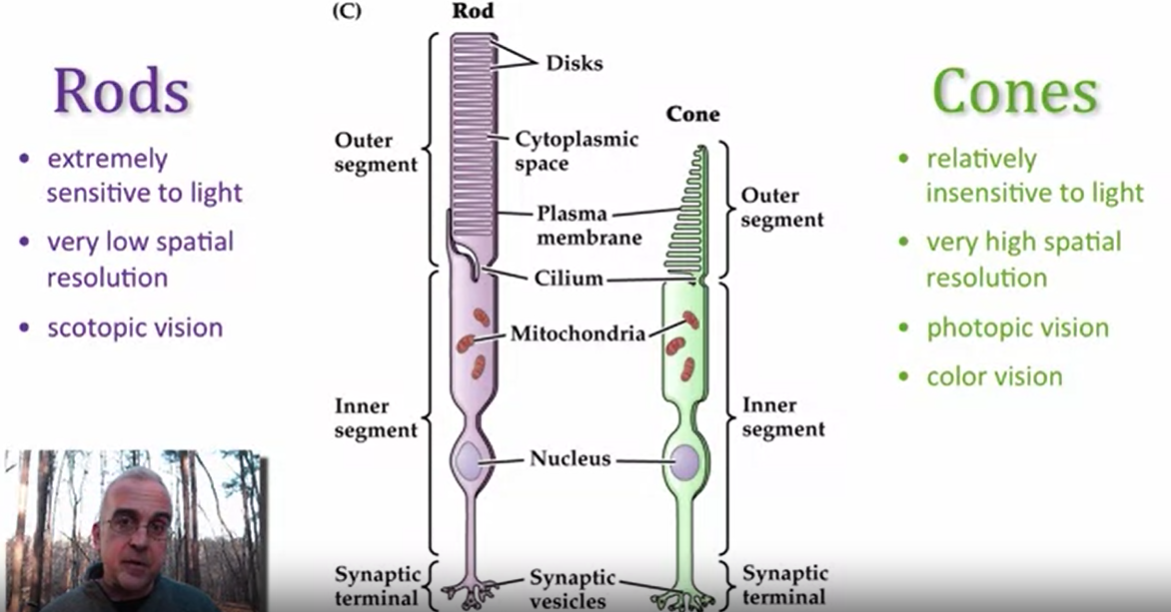 (C)
Rod
Rods
• extremely
sensitive to light
• very low spatial
resolution
• scotopic vision
Outer
segment
Inner
segment
Synaptic
terminal
Disks
Cytoplasmic
space
Plasma
membrane
Cilium
Mitochondria
Nucleus
Synaptic
vesicles
Cone
Outer
segment
Inner
segment
Synaptic
terminal
Cones
• relatively
insensitive to light
• very high spatial
resolution
• photopic vision
• color vision